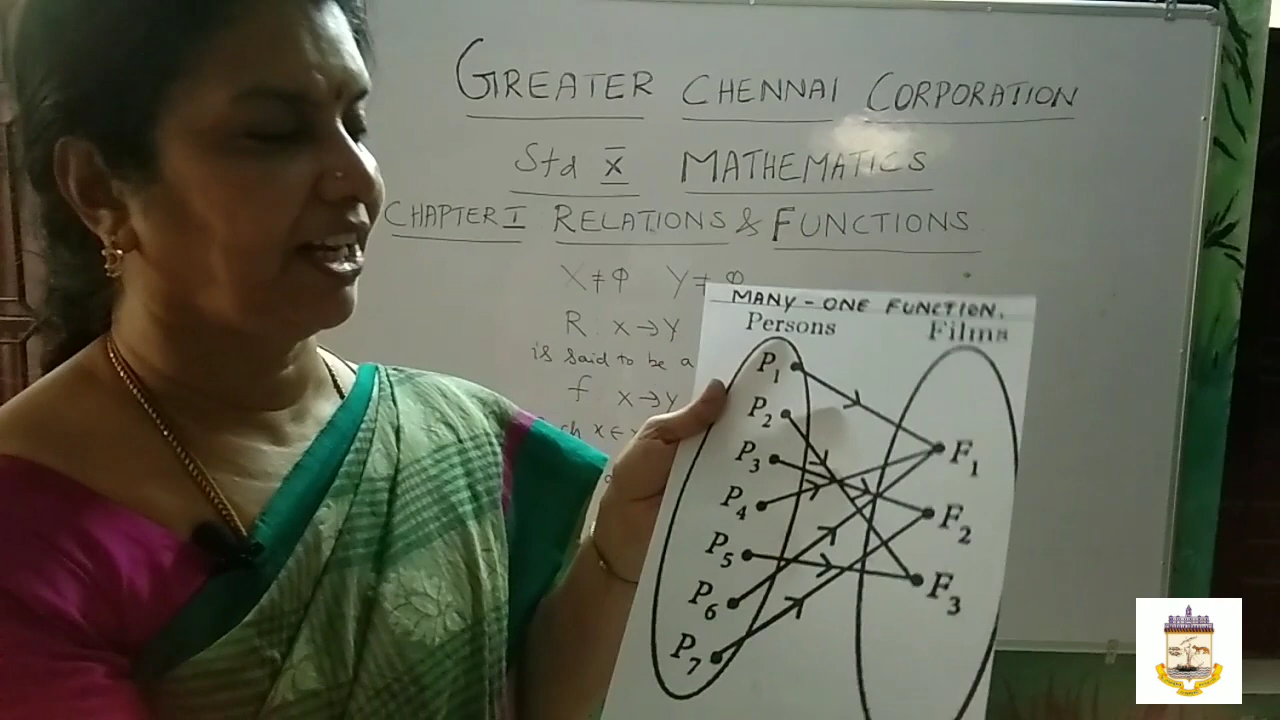 GREATER CHENNAI CORPORATION
Std X MATHEMATICS
CHAPTER I RELATIONS & FUNCTIONS
X ≠ Φ Y ≠ Φ
R X → Y
is said to be a
f X → Y
X ∈
MANY - ONE FUNCTION.
Persons Films
P1
P2
P3
P4
P5
P6
P7
F1
F2
F3